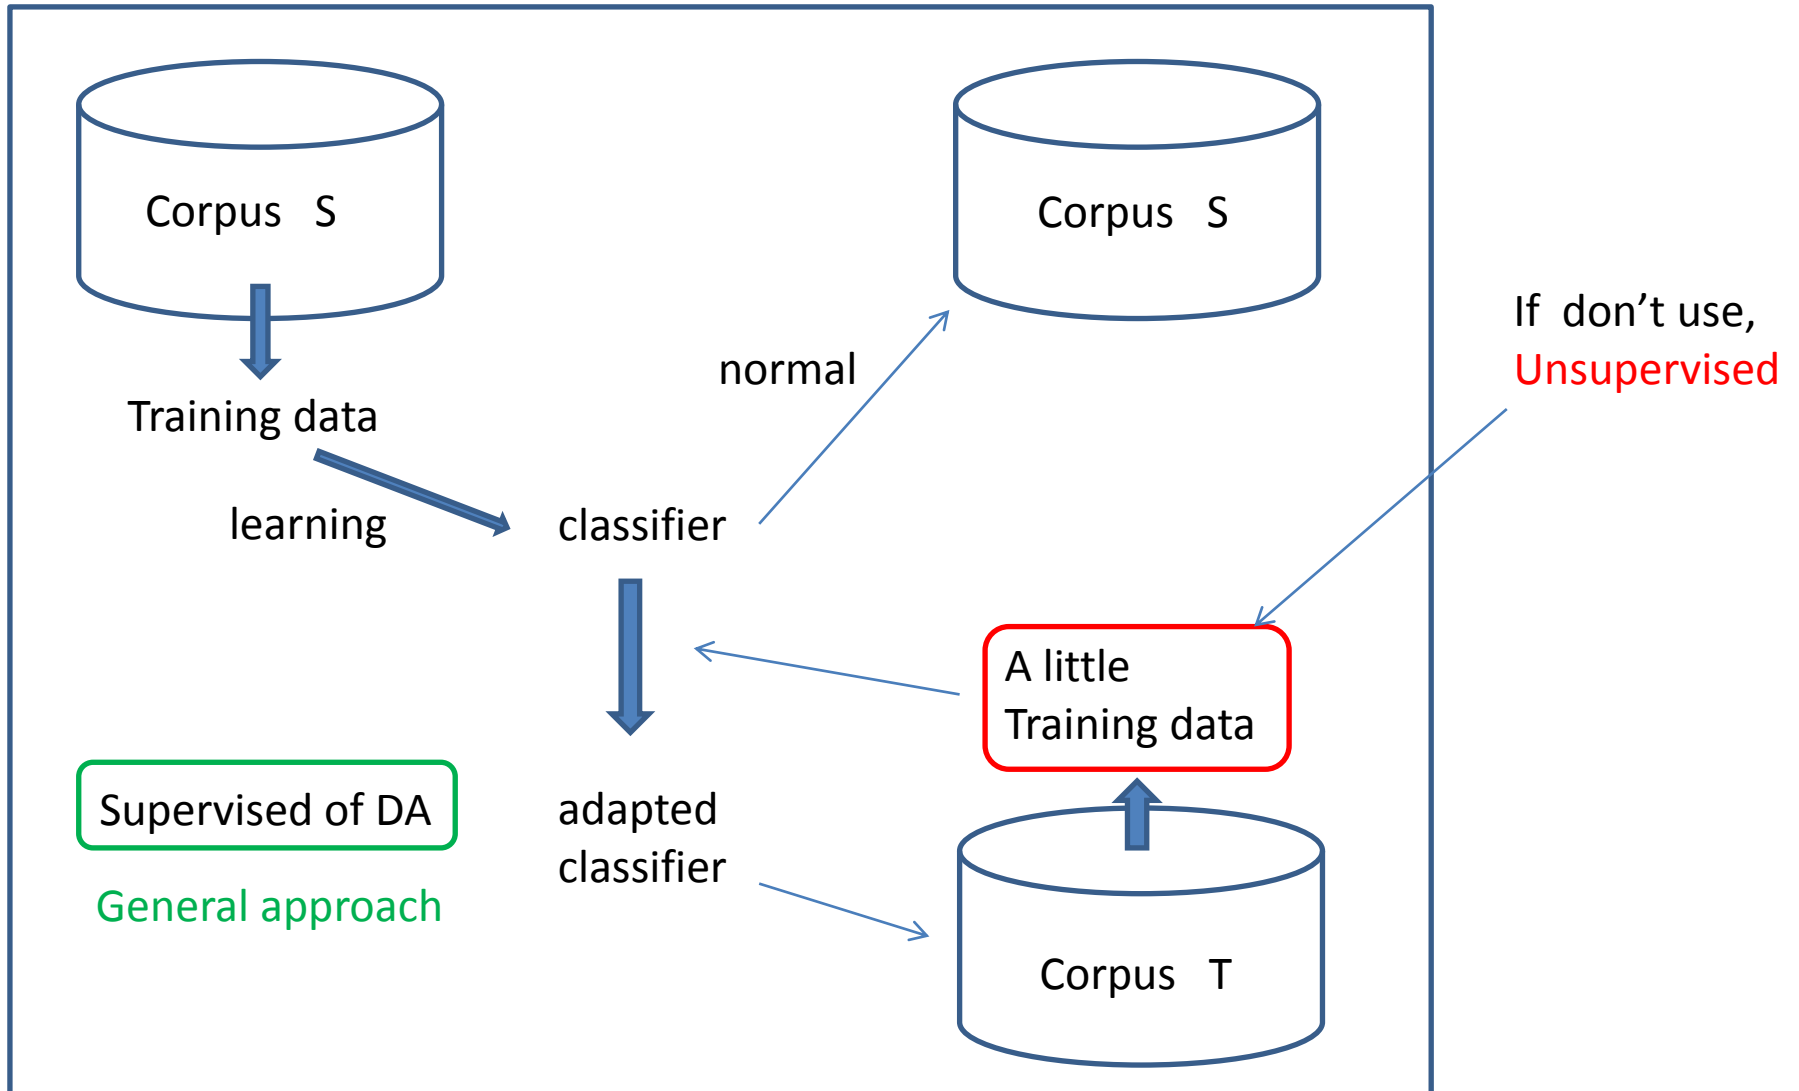 Corpus S
Corpus S
If don’t use,
Unsupervised
normal
Training data
learning
classifier
A little
Training data
Supervised of DA
General approach
adapted
classifier
Corpus T